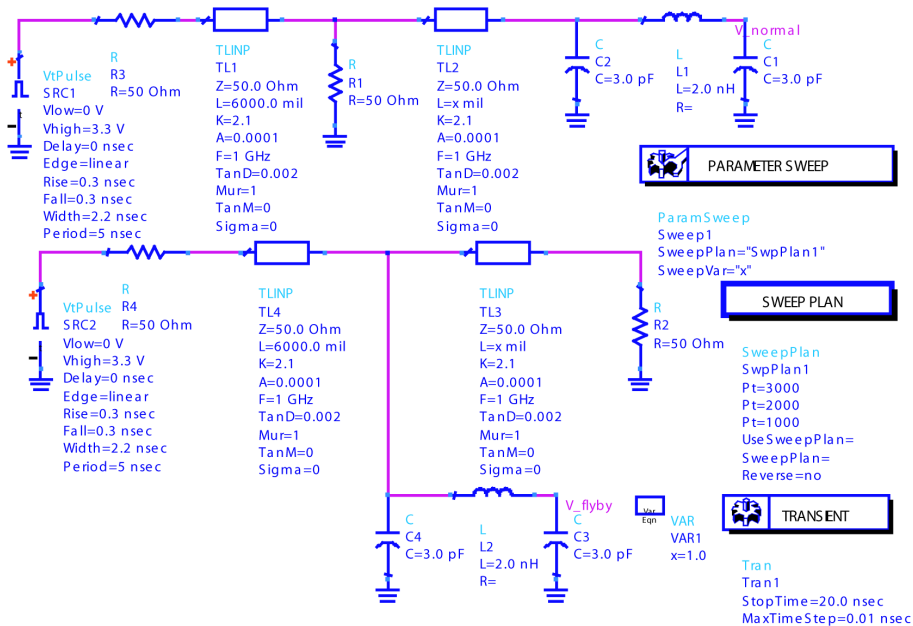 VtPulse
SRC1
Vlow=0 V
Vhigh=3.3 V
Delay=0 nsec
Edge=linear
Rise=0.3 nsec
Fall=0.3 nsec
Width=2.2 nsec
Period=5 nsec
R
R3
R=50 Ohm
TLINP
TL1
Z=50.0 Ohm
L=6000.0 mil
K=2.1
A=0.0001
F=1 GHz
TanD=0.002
Mur=1
TanM=0
Sigma=0
R
R1
R=50 Ohm
TLINP
TL2
Z=50.0 Ohm
L=x mil
K=2.1
A=0.0001
F=1 GHz
TanD=0.002
Mur=1
TanM=0
Sigma=0
C
C2
C=3.0 pF
L
L1
L=2.0 nH
R=
V_normal
C
C1
C=3.0 pF
PARAMETER SWEEP
ParamSweep
Sweep1
SweepPlan="SwpPlan1"
SweepVar="x"
VtPulse
SRC2
Vlow=0 V
Vhigh=3.3 V
Delay=0 nsec
Edge=linear
Rise=0.3 nsec
Fall=0.3 nsec
Width=2.2 nsec
Period=5 nsec
R
R4
R=50 Ohm
TLINP
TL4
Z=50.0 Ohm
L=6000.0 mil
K=2.1
A=0.0001
F=1 GHz
TanD=0.002
Mur=1
TanM=0
Sigma=0
TLINP
TL3
Z=50.0 Ohm
L=x mil
K=2.1
A=0.0001
F=1 GHz
TanD=0.002
Mur=1
TanM=0
Sigma=0
R
R2
R=50 Ohm
SWEEP PLAN
SweepPlan
SwpPlan1
Pt=3000
Pt=2000
Pt=1000
UseSweepPlan=
SweepPlan=
Reverse=no
C
C4
C=3.0 pF
L
L2
L=2.0 nH
R=
V_flyby
C
C3
C=3.0 pF
Var
Eqn
VAR
VAR1
x=1.0
TRANSIENT
Tran
Tran1
StopTime=20.0 nsec
MaxTimeStep=0.01 nsec